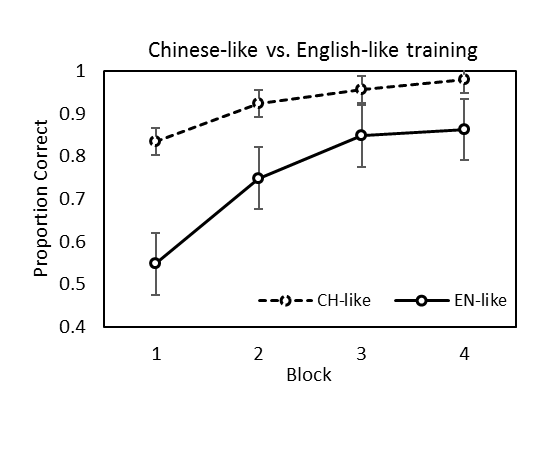 Chinese-like vs. English-like training
Proportion Correct
1
0.9
0.8
0.7
0.6
0.5
0.4
CH-like
EN-like
1 2 3 4
Block